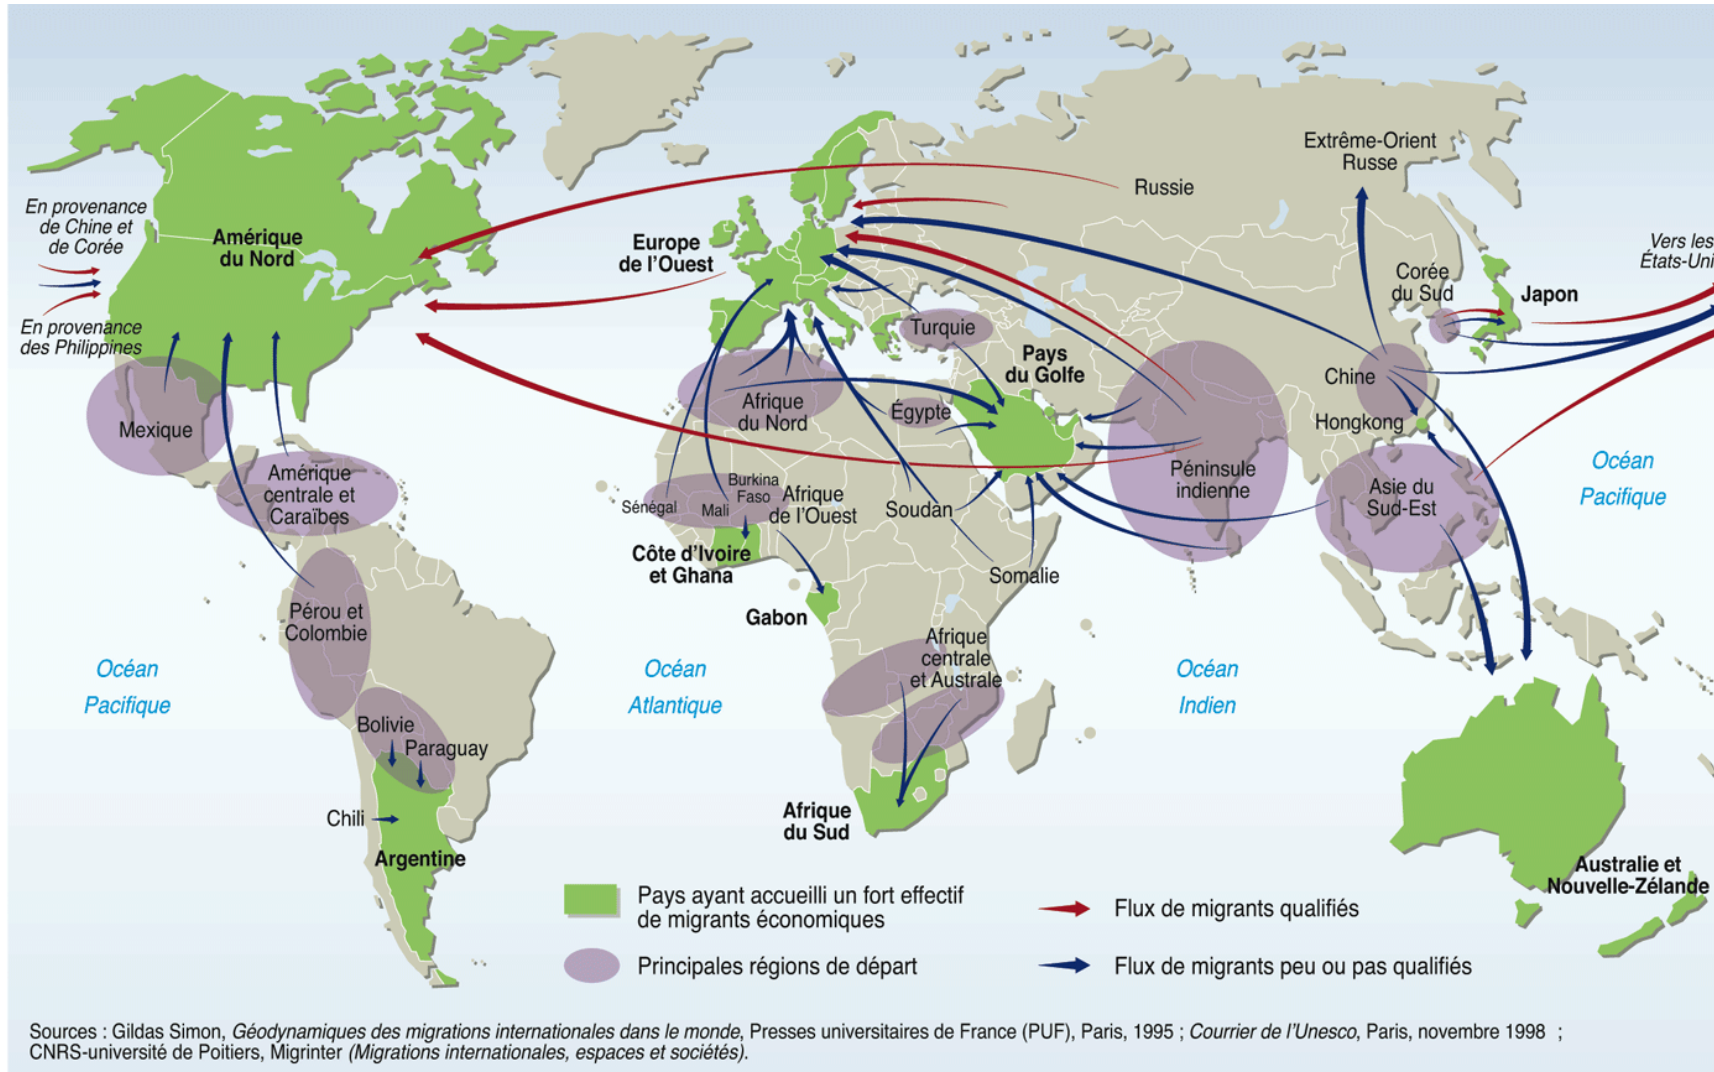 Extrême-Orient
Russe
Russie
En provenance
de Chine et
de Corée
Amérique
du Nord
Europe
de l'Ouest
Vers les
États-Uni
Corée
du Sud
Japon
En provenance
des Philippines
Turquie
Pays
du Golfe
Chine
Mexique
Afrique
du Nord
Égypte
Hongkong
Océan
Pacifique
Amérique
centrale et
Caraïbes
Sénégal
Mali
Burkina
Faso
Afrique
de l'Ouest
Soudan
Péninsule
indienne
Asie du
Sud-Est
Côte d'Ivoire
et Ghana
Somalie
Gabon
Pérou et
Colombie
Afrique
centrale
et Australe
Océan
Pacifique
Océan
Atlantique
Océan
Indien
Bolivie
Paraguay
Chili
Argentine
Afrique
du Sud
Australie et
Nouvelle-Zélande
Pays ayant accueilli un fort effectif
de migrants économiques
Principales régions de départ
Flux de migrants qualifiés
Flux de migrants peu ou pas qualifiés
Sources : Gildas Simon, Géodynamiques des migrations internationales dans le monde, Presses universitaires de France (PUF), Paris, 1995 ; Courrier de l'Unesco, Paris, novembre 1998 ;
CNRS-université de Poitiers, Migrinter (Migrations internationales, espaces et sociétés).